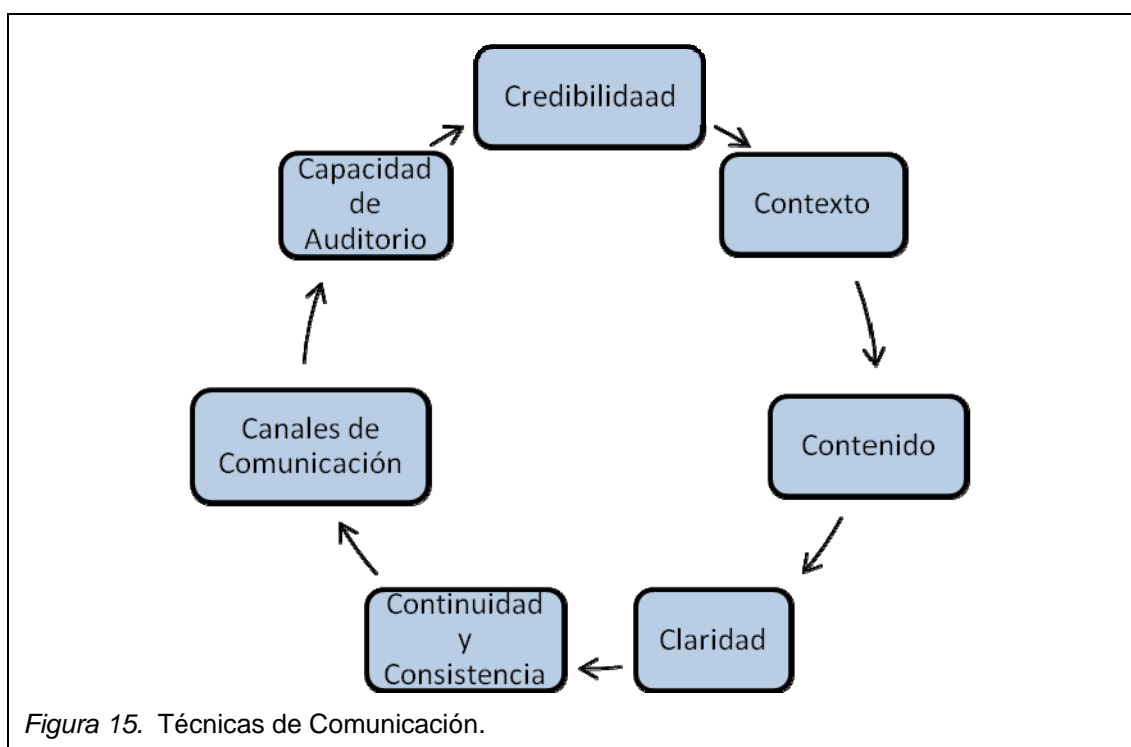 Credibilidaad
Contexto
Contenido
Claridad
Continuidad
y
Consistencia
Canales de
Comunicación
Capacidad
de
Auditorio
Figura 15. Técnicas de Comunicación.